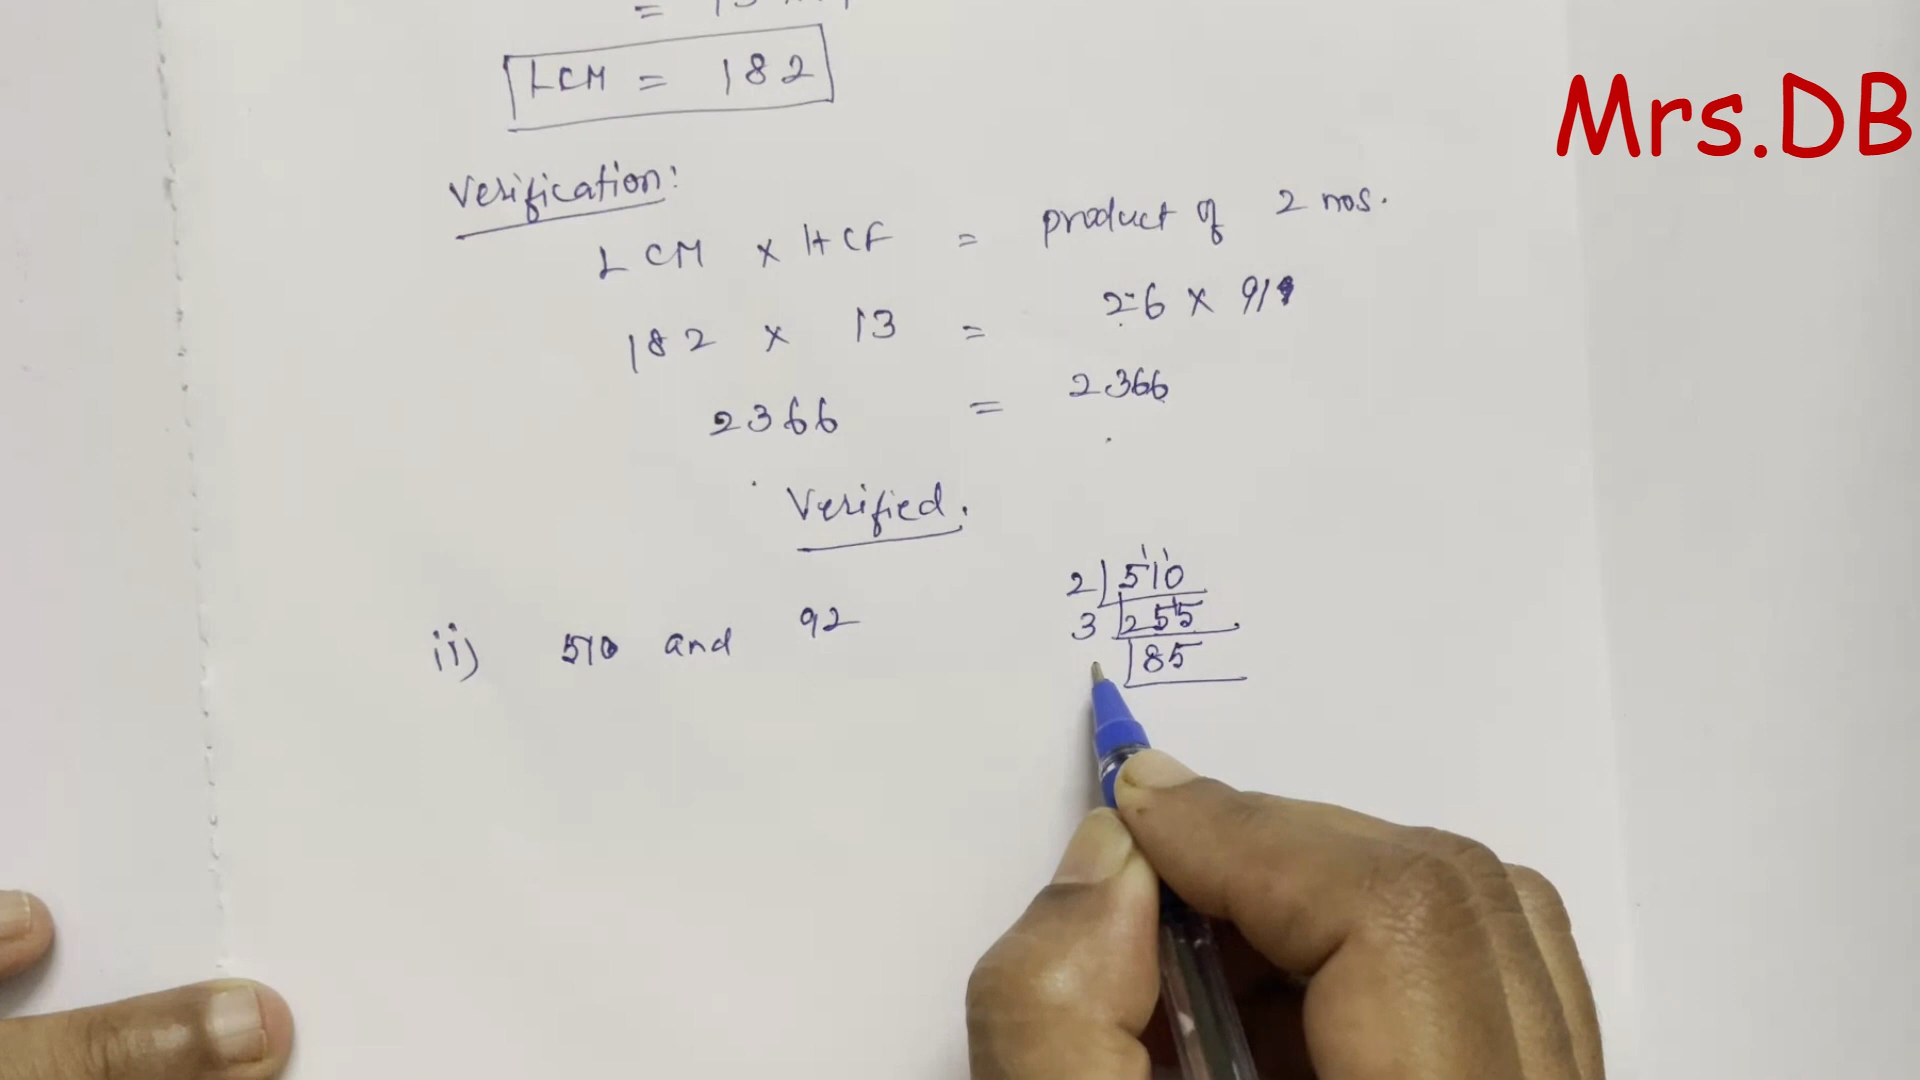 LCM = 182
Mrs.DB
Verification:
LCM x HCF = product of 2 nos.
182 x 13 = 26 x 91
2366 = 2366
Verified.
ii) 510 and 92
2 510
3 255
85